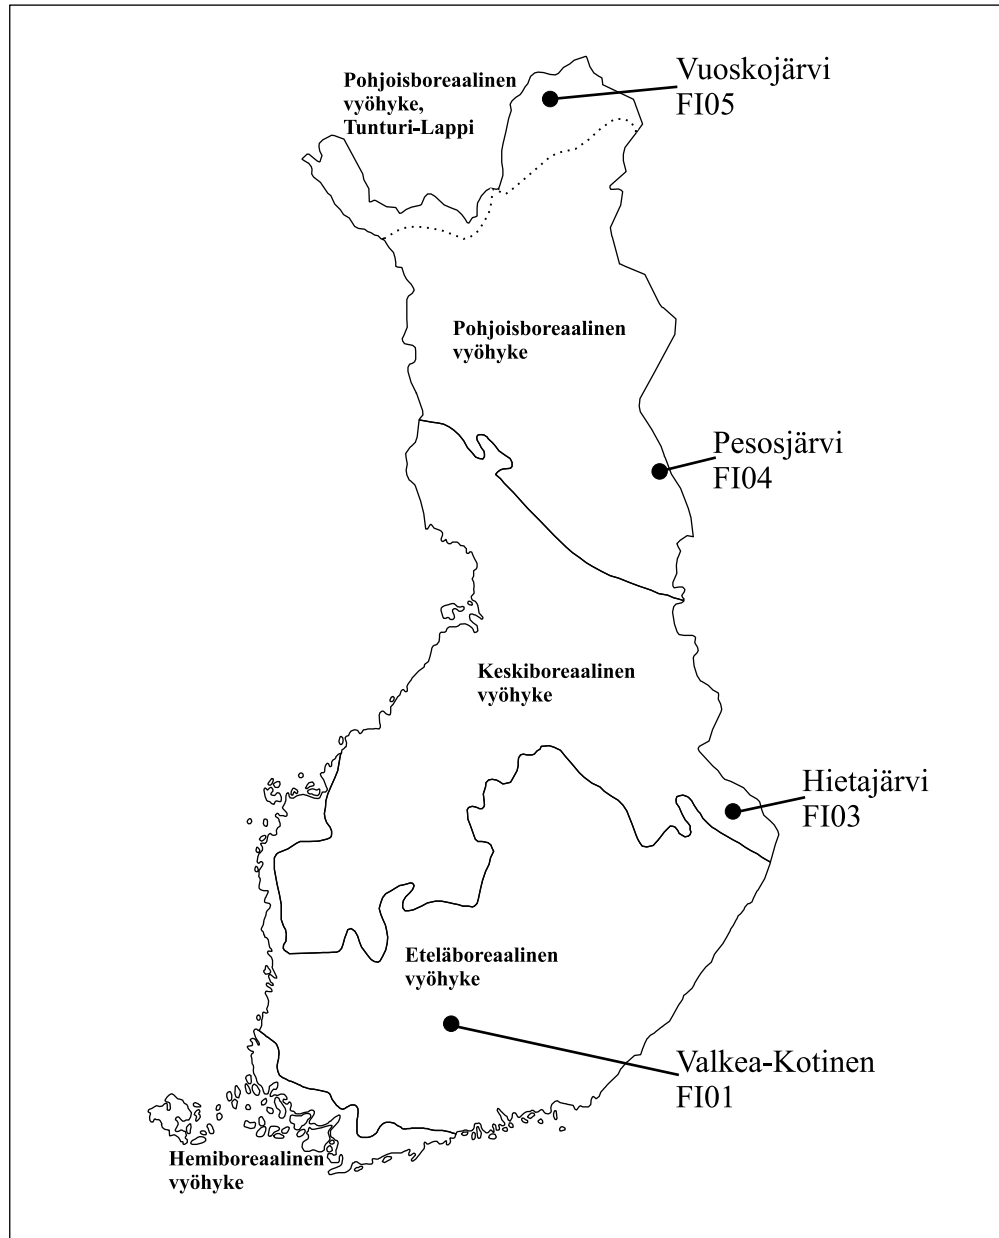 Pohjoisboreaalinen
vyöhyke,
Tunturi-Lappi
Vuoskojärvi
FI05
Pohjoisboreaalinen
vyöhyke
Pesosjärvi
FI04
Keskiboreaalinen
vyöhyke
Hietajärvi
FI03
Eteläboreaalinen
vyöhyke
Valkea-Kotinen
FI01
Hemiboreaalinen
vyöhyke